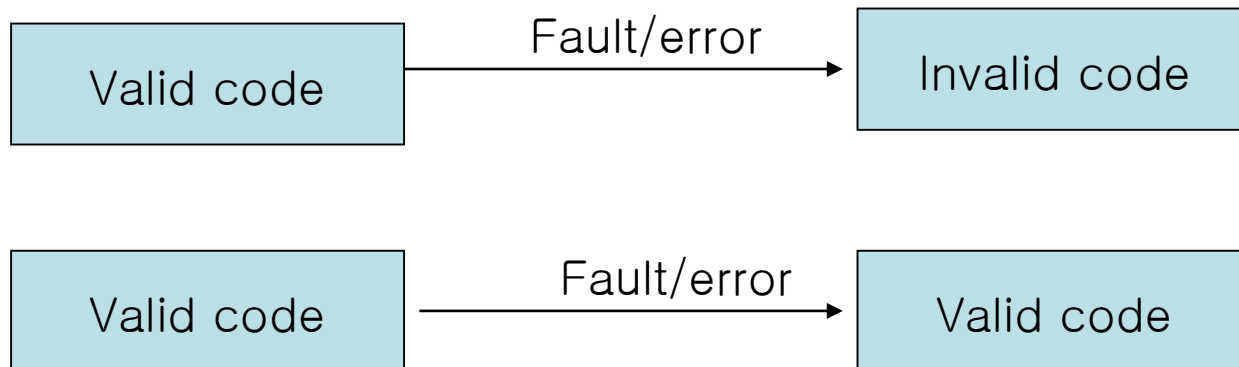 Fault/error
Valid code
Invalid code
Fault/error
Valid code
Valid code